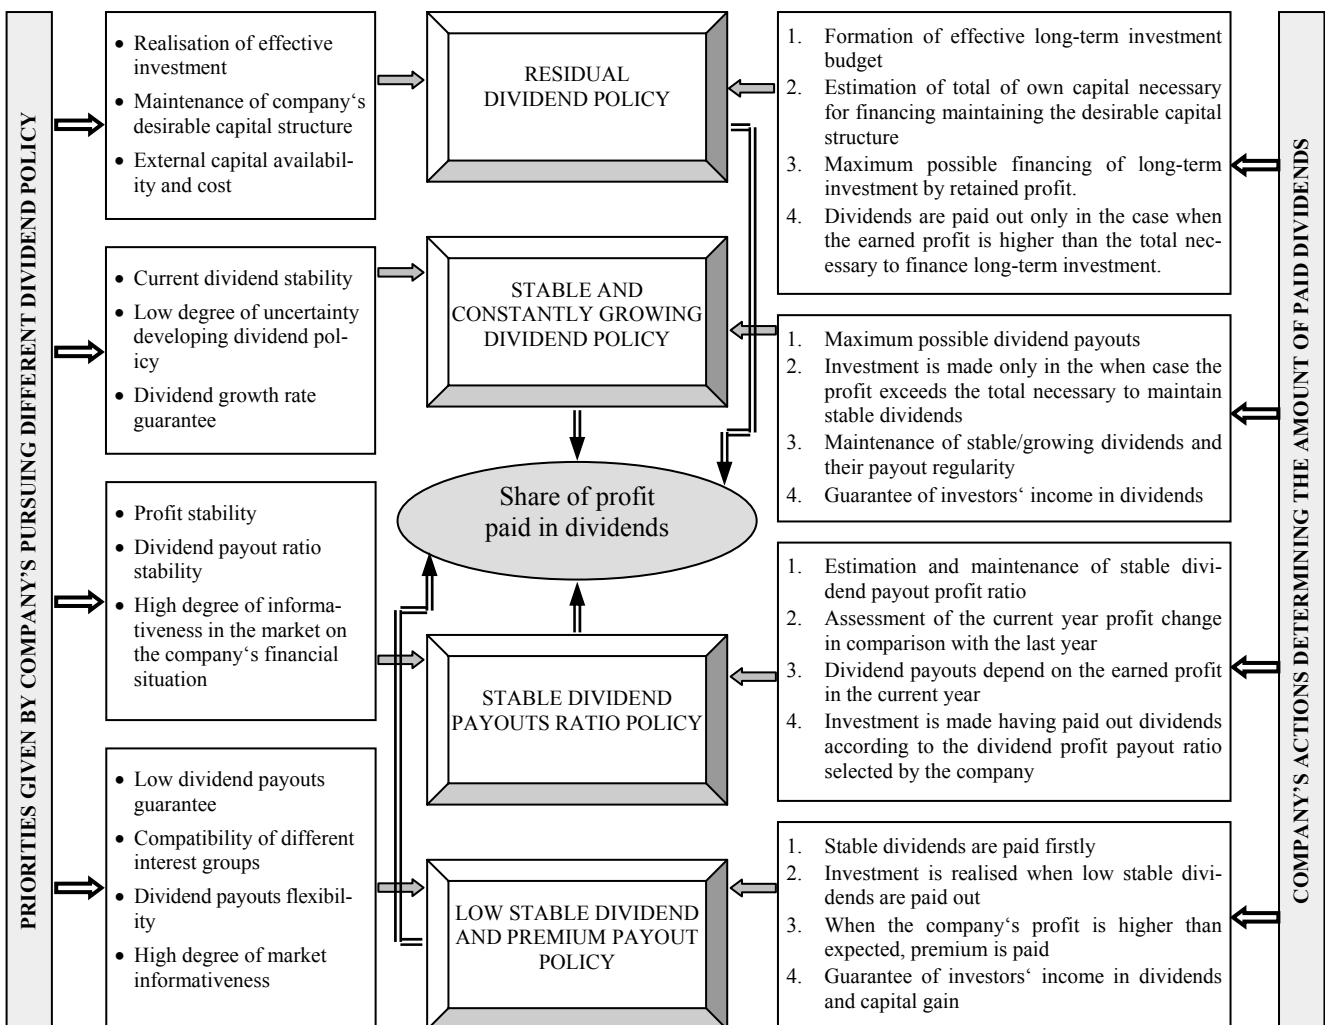 PRIORITIES GIVEN BY COMPANY'S PURSUING DIFFERENT DIVIDEND POLICY
• Realisation of effective
investment
• Maintenance of company‘s
desirable capital structure
• External capital availabil-
ity and cost
RESIDUAL
DIVIDEND POLICY
1. Formation of effective long-term investment
budget
2. Estimation of total of own capital necessary
for financing maintaining the desirable capital
structure
3. Maximum possible financing of long-term
investment by retained profit.
4. Dividends are paid out only in the case when
the earned profit is higher than the total nec-
essary to finance long-term investment.
• Current dividend stability
• Low degree of uncertainty
developing dividend pol-
icy
• Dividend growth rate
guarantee
STABLE AND
CONSTANTLY GROWING
DIVIDEND POLICY
1. Maximum possible dividend payouts
2. Investment is made only in the when case the
profit exceeds the total necessary to maintain
stable dividends
3. Maintenance of stable/growing dividends and
their payout regularity
4. Guarantee of investors‘ income in dividends
Share of profit
paid in dividends
• Profit stability
• Dividend payout ratio
stability
• High degree of informa-
tiveness in the market on
the company‘s financial
situation
STABLE DIVIDEND
PAYOUTS RATIO POLICY
1. Estimation and maintenance of stable divi-
dend payout profit ratio
2. Assessment of the current year profit change
in comparison with the last year
3. Dividend payouts depend on the earned profit
in the current year
4. Investment is made having paid out dividends
according to the dividend profit payout ratio
selected by the company
• Low dividend payouts
guarantee
• Compatibility of different
interest groups
• Dividend payouts flexibil-
ity
• High degree of market
informativeness
LOW STABLE DIVIDEND
AND PREMIUM PAYOUT
POLICY
1. Stable dividends are paid firstly
2. Investment is realised when low stable divi-
dends are paid out
3. When the company‘s profit is higher than
expected, premium is paid
4. Guarantee of investors‘ income in dividends
and capital gain
COMPANY'S ACTIONS DETERMINING THE AMOUNT OF PAID DIVIDENDS